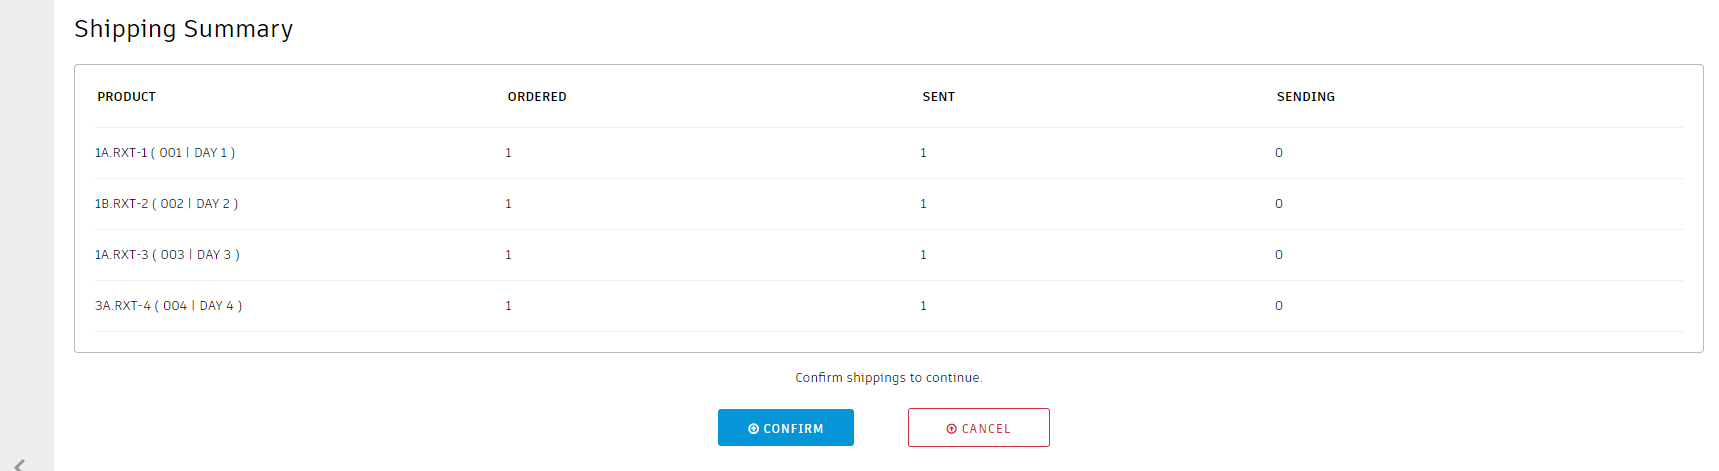 Shipping Summary
PRODUCT ORDERED SENT SENDING
1A.RXT-1 ( 001 | DAY 1 ) 1 1 0
1B.RXT-2 ( 002 | DAY 2 ) 1 1 0
1A.RXT-3 ( 003 | DAY 3 ) 1 1 0
3A.RXT-4 ( 004 | DAY 4 ) 1 1 0
Confirm shippings to continue.
CONFIRM CANCEL